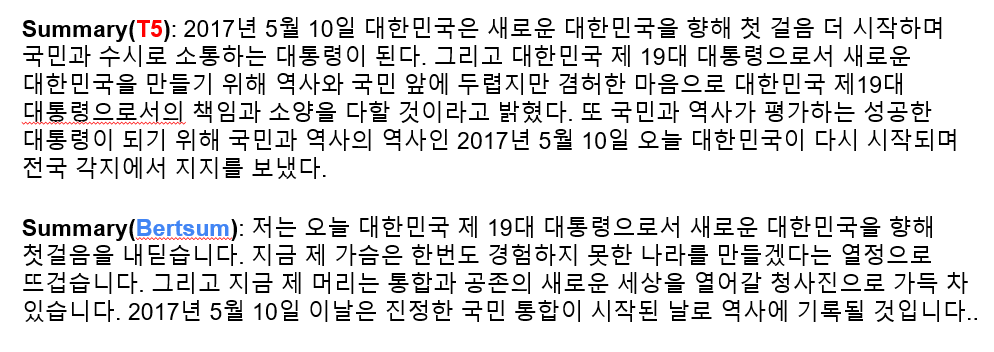 Summary(T5): 2017년 5월 10일 대한민국은 새로운 대한민국을 향해 첫 걸음 더 시작하며
국민과 수시로 소통하는 대통령이 된다. 그리고 대한민국 제 19대 대통령으로서 새로운
대한민국을 만들기 위해 역사와 국민 앞에 두렵지만 겸허한 마음으로 대한민국 제19대
대통령으로서의 책임과 소양을 다할 것이라고 밝혔다. 또 국민과 역사가 평가하는 성공한
대통령이 되기 위해 국민과 역사의 역사인 2017년 5월 10일 오늘 대한민국이 다시 시작되며
전국 각지에서 지지를 보냈다.
Summary(Bertsum): 저는 오늘 대한민국 제 19대 대통령으로서 새로운 대한민국을 향해
첫걸음을 내딛습니다. 지금 제 가슴은 한번도 경험하지 못한 나라를 만들겠다는 열정으로
뜨겁습니다. 그리고 지금 제 머리는 통합과 공존의 새로운 세상을 열어갈 청사진으로 가득 차
있습니다. 2017년 5월 10일 이날은 진정한 국민 통합이 시작된 날로 역사에 기록될 것입니다..